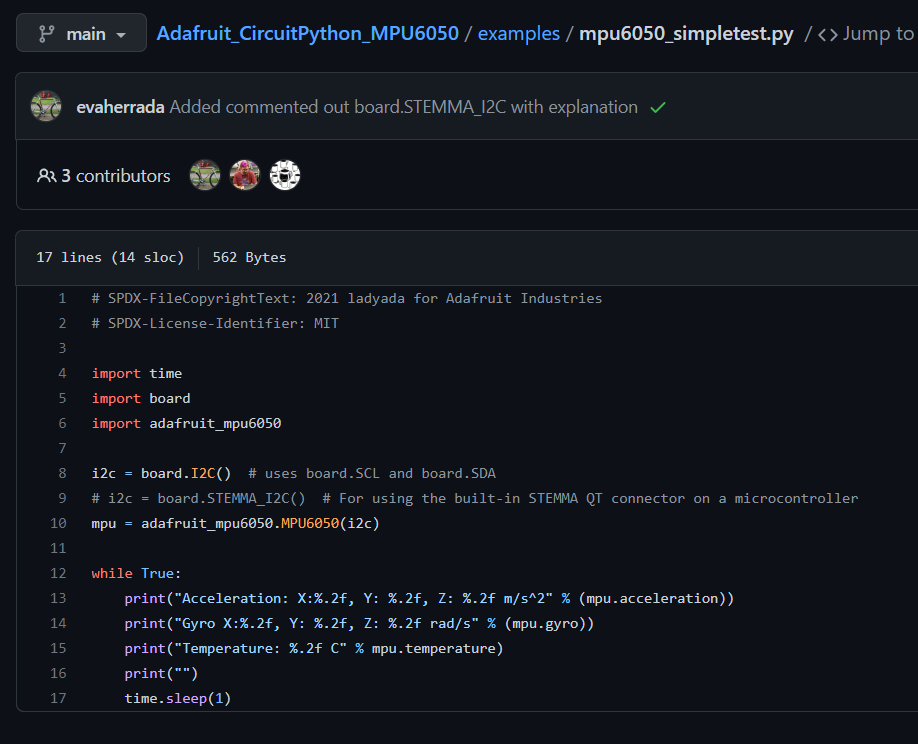 main Adafruit_CircuitPython_MPU6050 / examples / mpu6050_simpletest.py / <> Jump to
evaherrada Added commented out board.STEMMA_I2C with explanation ✓
3 contributors
17 lines (14 sloc) 562 Bytes
1 # SPDX-FileCopyrightText: 2021 ladyada for Adafruit Industries
2 # SPDX-License-Identifier: MIT
3
4 import time
5 import board
6 import adafruit_mpu6050
7
8 i2c = board.I2C()  # uses board.SCL and board.SDA
9 # i2c = board.STEMMA_I2C()  # For using the built-in STEMMA QT connector on a microcontroller
10 mpu = adafruit_mpu6050.MPU6050(i2c)
11
12 while True:
13     print("Acceleration: X:%.2f, Y: %.2f, Z: %.2f m/s^2" % (mpu.acceleration))
14     print("Gyro X:%.2f, Y: %.2f, Z: %.2f rad/s" % (mpu.gyro))
15     print("Temperature: %.2f C" % mpu.temperature)
16     print("")
17     time.sleep(1)